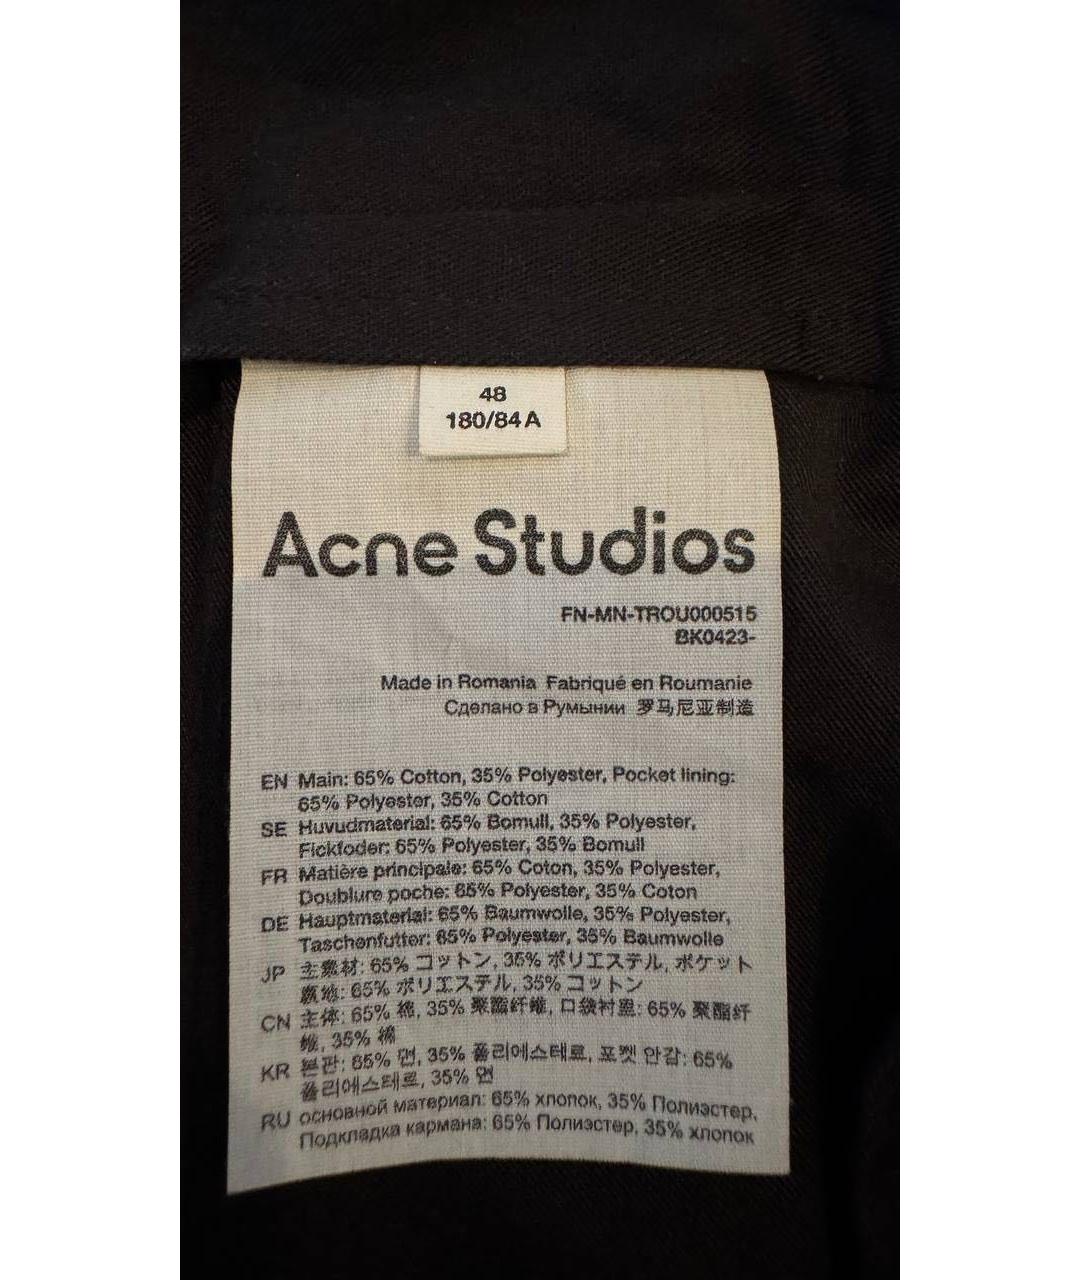 48
180/84A
Acne Studios
FN-MN-TROU000515
BK0423-
Made in Romania Fabriqué en Roumanie
Сделано в Румынии 罗马尼亚制造
EN Main: 65% Cotton, 35% Polyester, Pocket lining:
65% Polyester, 35% Cotton
SE Huvudmaterial: 65% Bomull, 35% Polyester,
Fickfoder: 65% Polyester, 35% Bomull
FR Matière principale: 65% Coton, 35% Polyester,
Doublure poche: 65% Polyester, 35% Coton
DE Hauptmaterial: 65% Baumwolle, 35% Polyester,
Taschenfutter: 65% Polyester, 35% Baumwolle
JP 主素材: 65% コットン, 35% ポリエステル, ポケット
裏地: 65% ポリエステル, 35% コットン
CN 主体: 65% 棉, 35% 聚酯纤维, 口袋衬里: 65% 聚酯纤
维, 35% 棉
KR 본판: 65% 면, 35% 폴리에스테르, 포켓 안감: 65%
폴리에스테르, 35% 면
RU основной материал: 65% хлопок, 35% Полиэстер,
Подкладка кармана: 65% Полиэстер, 35% хлопок